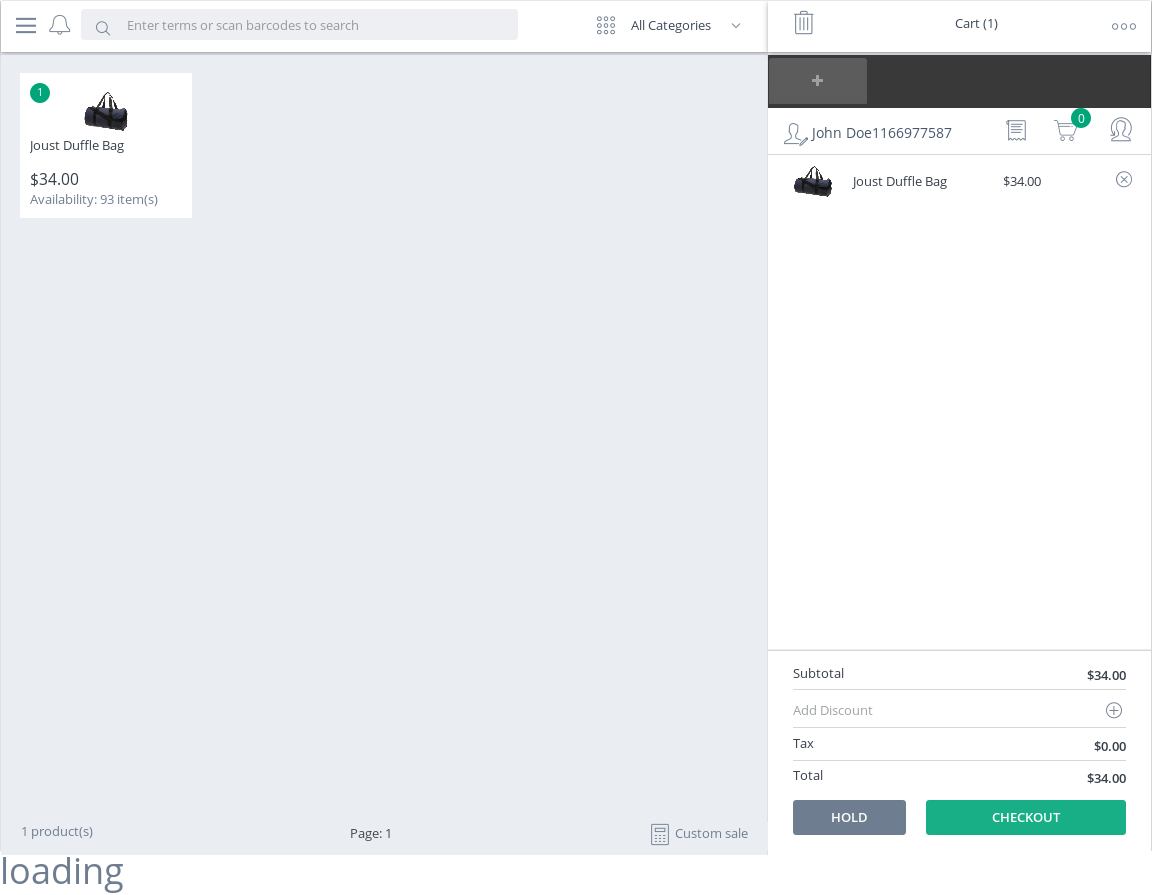 Enter terms or scan barcodes to search
All Categories
Cart (1)
1
Joust Duffle Bag
$34.00
Availability: 93 item(s)
John Doe1166977587
0
Joust Duffle Bag $34.00
Subtotal $34.00
Add Discount
Tax $0.00
Total $34.00
HOLD CHECKOUT
1 product(s) Page: 1 Custom sale
loading